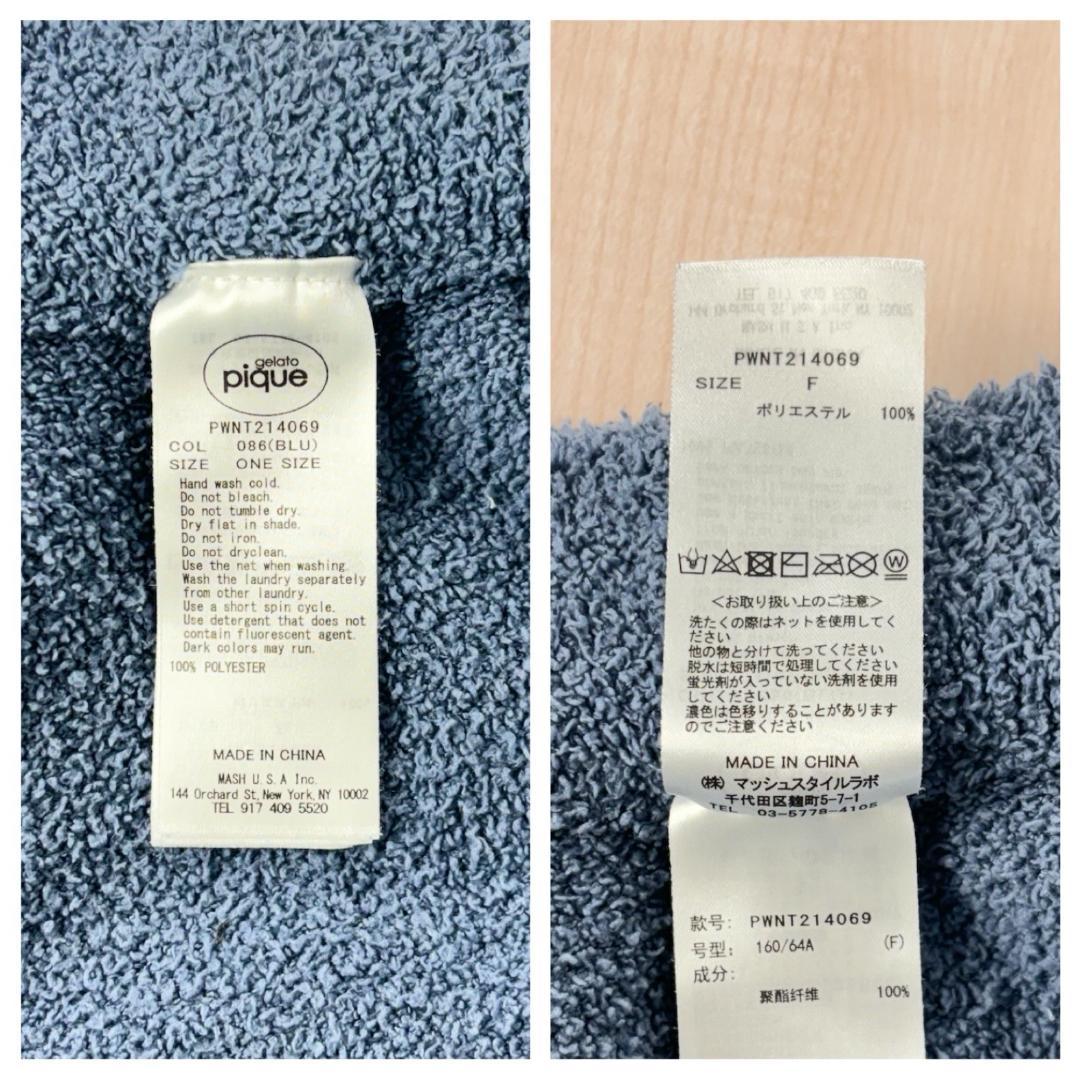 gelato
pique
PWNT214069
COL 086(BLU)
SIZE ONE SIZE
Hand wash cold.
Do not bleach.
Do not tumble dry.
Dry flat in shade.
Do not iron.
Do not dryclean.
Use the net when washing.
Wash the laundry separately
from other laundry.
Use a short spin cycle.
Use detergent that does not
contain fluorescent agent.
Dark colors may run.
100% POLYESTER
MADE IN CHINA
MASH U.S.A Inc.
144 Orchard St, New York, NY 10002
TEL 917 409 5520
PWNT214069
SIZE F
ポリエステル 100%
W
＜お取り扱い上のご注意＞
洗たくの際はネットを使用してく
ださい
他の物と分けて洗ってください
脱水は短時間で処理してください
蛍光剤が入っていない洗剤を使用
してください
濃色は色移りすることがあります
のでご注意ください
MADE IN CHINA
(株) マッシュスタイルラボ
千代田区麹町5-7-1
TEL 03-5778-4105
款号: PWNT214069
号型: 160/64A (F)
成分:
聚酯纤维 100%